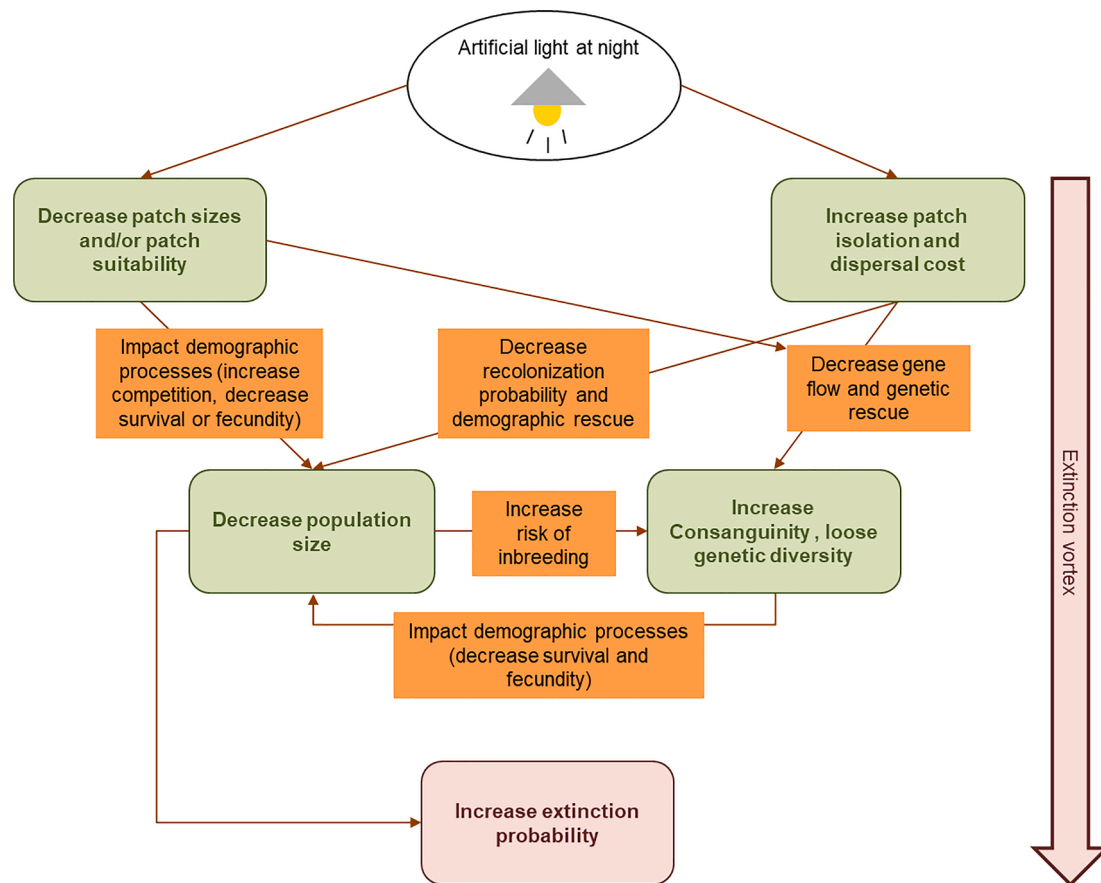 Artificial light at night
Decrease patch sizes
and/or patch
suitability
Increase patch
isolation and
dispersal cost
Impact demographic
processes (increase
competition, decrease
survival or fecundity)
Decrease
recolonization
probability and
demographic rescue
Decrease gene
flow and genetic
rescue
Decrease population
size
Increase
risk of
inbreeding
Increase
Consanguinity , loose
genetic diversity
Impact demographic processes
(decrease survival and
fecundity)
Increase extinction
probability
Extinction vortex